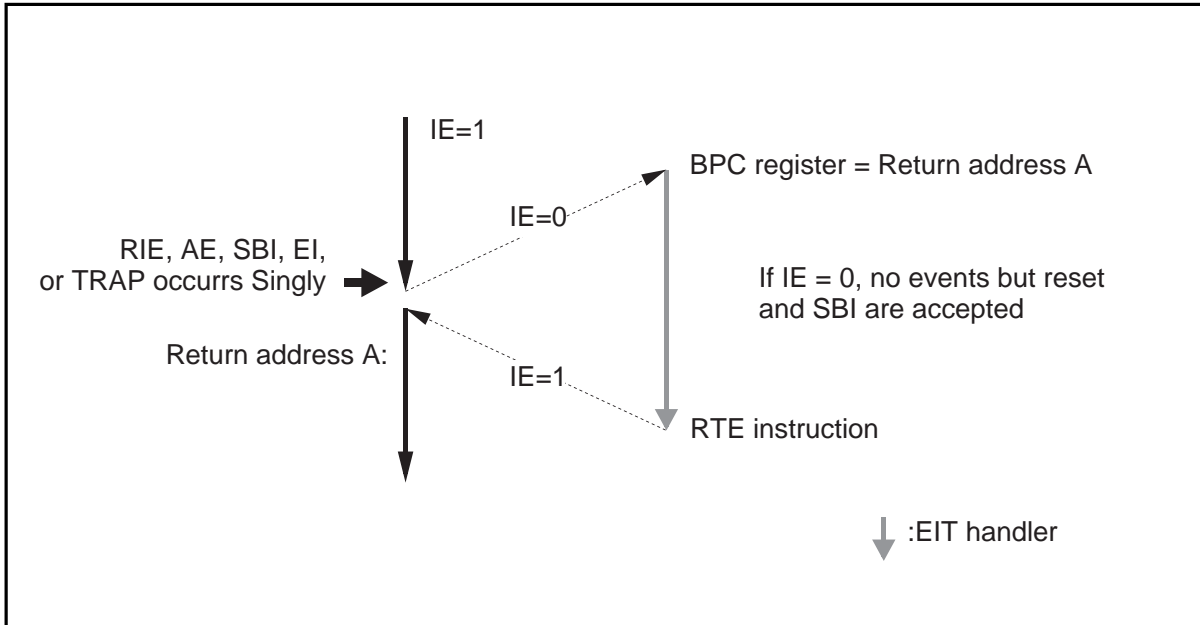 IE=1
BPC register = Return address A
IE=0
RIE, AE, SBI, EI,
or TRAP occurrs Singly
If IE = 0, no events but reset
and SBI are accepted
Return address A:
IE=1
RTE instruction
:EIT handler